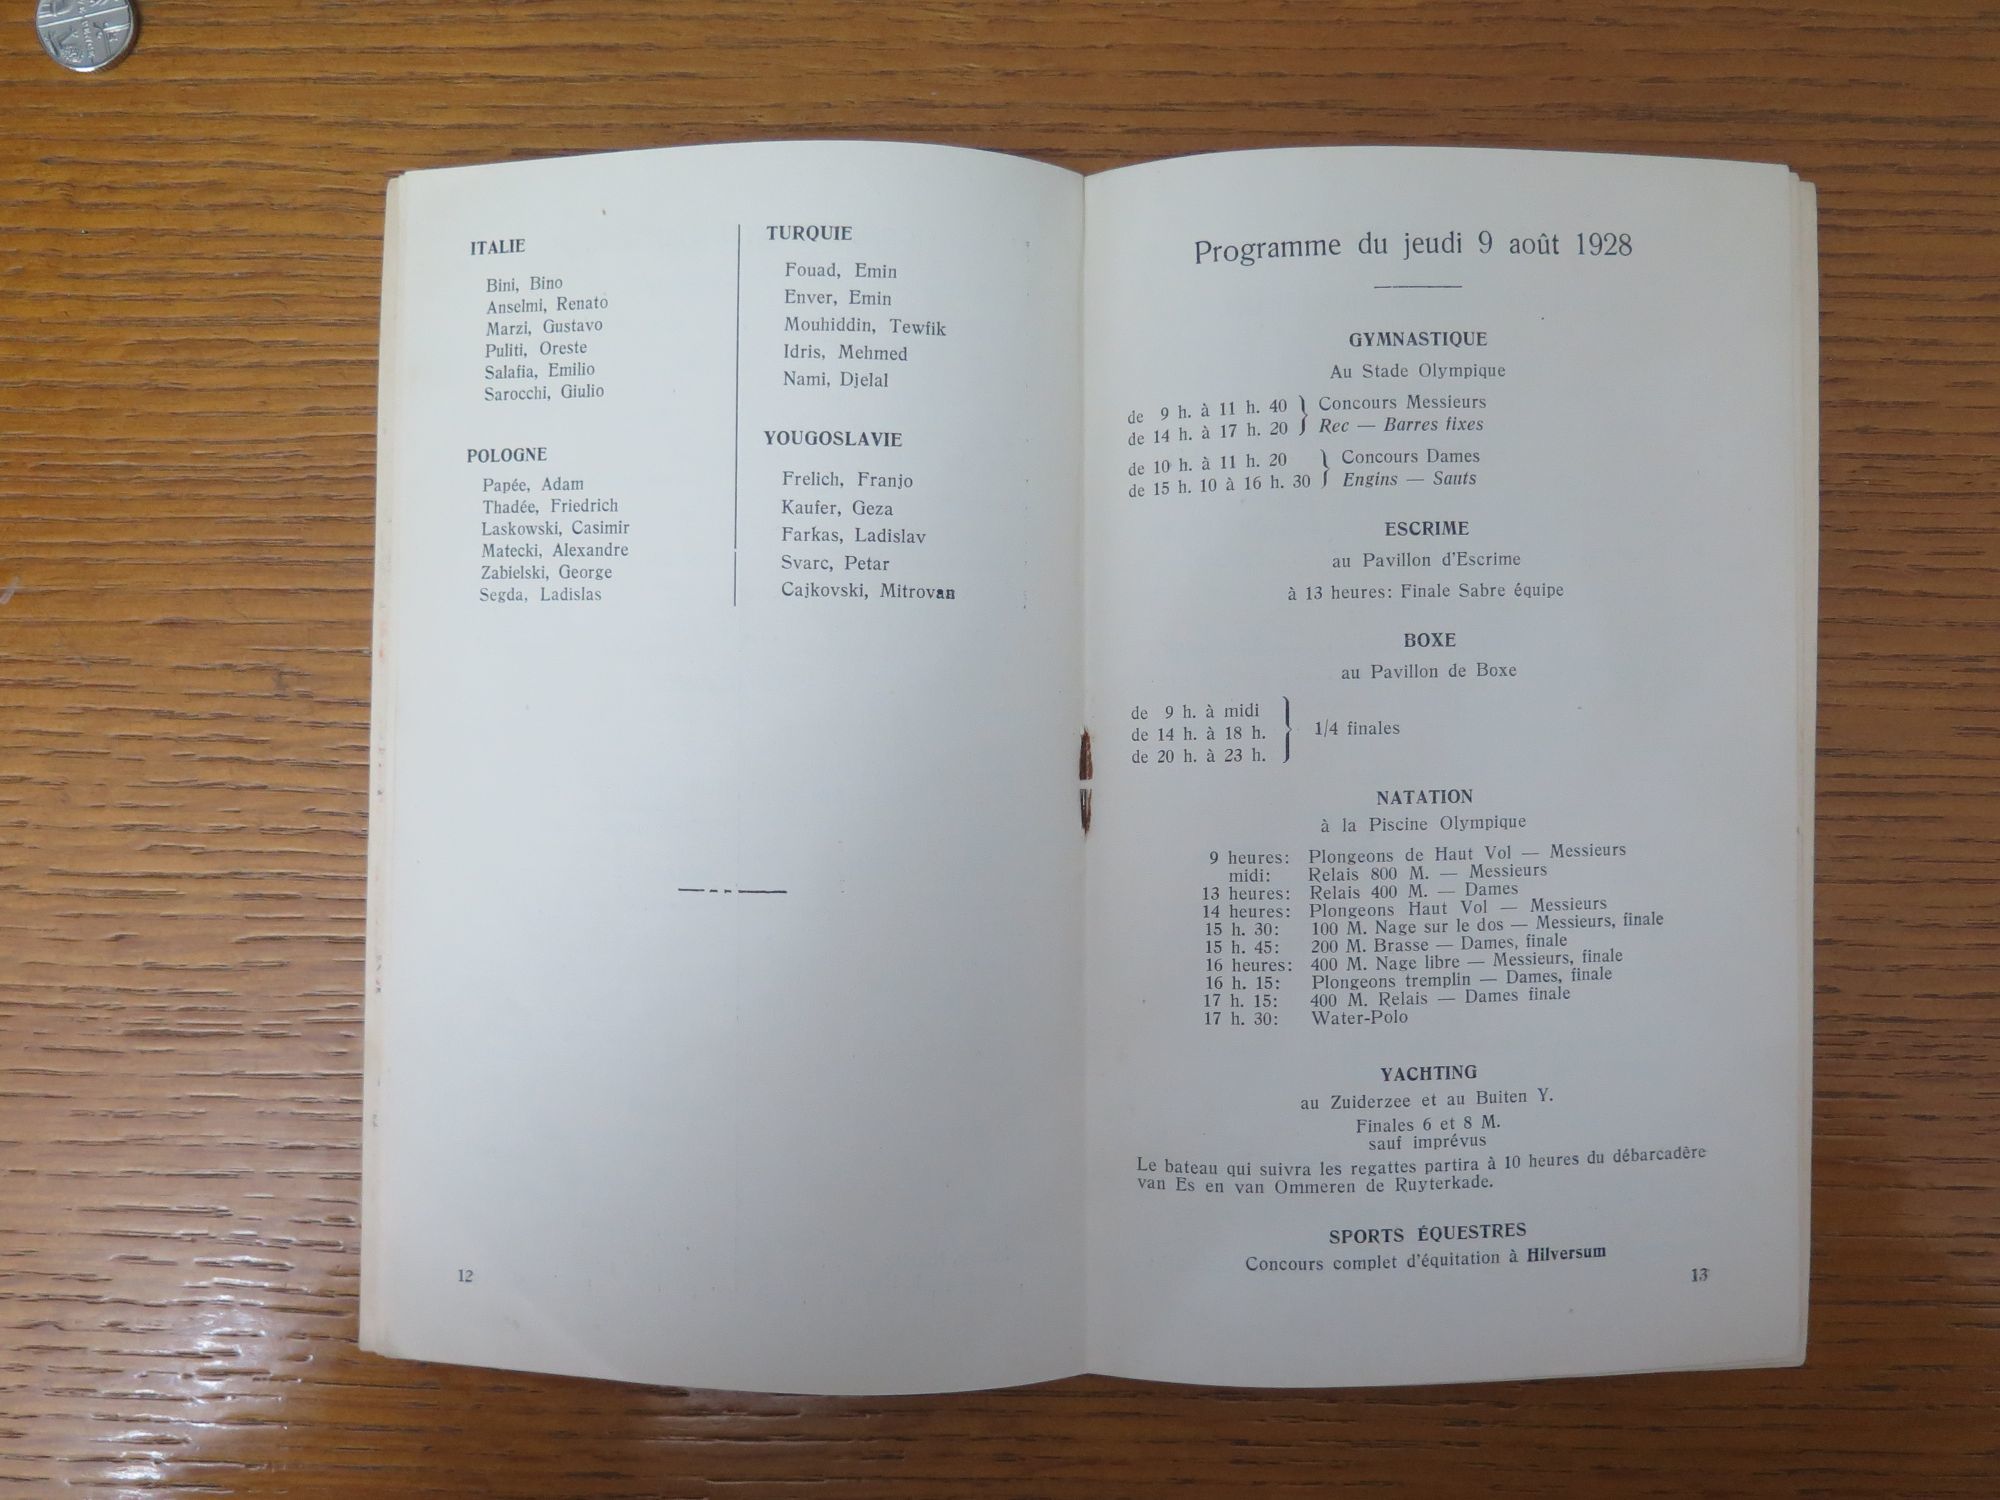 ITALIE
Bini, Bino
Anselmi, Renato
Marzi, Gustavo
Puliti, Oreste
Salafia, Emilio
Sarocchi, Giulio
POLOGNE
Papée, Adam
Thadée, Friedrich
Laskowski, Casimir
Matecki, Alexandre
Zabielski, George
Segda, Ladislas
TURQUIE
Fouad, Emin
Enver, Emin
Mouhiddin, Tewfik
Idris, Mehmed
Nami, Djelal
YOUGOSLAVIE
Frelich, Franjo
Kaufer, Geza
Farkas, Ladislav
Svarc, Petar
Cajkovski, Mitrovan
12
Programme du jeudi 9 août 1928
GYMNASTIQUE
Au Stade Olympique
de 9 h. à 11 h. 40 } Concours Messieurs
de 14 h. à 17 h. 20 } Rec — Barres fixes
de 10 h. à 11 h. 20 } Concours Dames
de 15 h. 10 à 16 h. 30 } Engins — Sauts
ESCRIME
au Pavillon d'Escrime
à 13 heures: Finale Sabre équipe
BOXE
au Pavillon de Boxe
de 9 h. à midi
de 14 h. à 18 h. } 1/4 finales
de 20 h. à 23 h.
NATATION
à la Piscine Olympique
9 heures: Plongeons de Haut Vol — Messieurs
midi: Relais 800 M. — Messieurs
13 heures: Relais 400 M. — Dames
14 heures: Plongeons Haut Vol — Messieurs
15 h. 30: 100 M. Nage sur le dos — Messieurs, finale
15 h. 45: 200 M. Brasse — Dames, finale
16 heures: 400 M. Nage libre — Messieurs, finale
16 h. 15: Plongeons tremplin — Dames, finale
17 h. 15: 400 M. Relais — Dames finale
17 h. 30: Water-Polo
YACHTING
au Zuiderzee et au Buiten Y.
Finales 6 et 8 M.
sauf imprévus
Le bateau qui suivra les regattes partira à 10 heures du débarcadère
van Es en van Ommeren de Ruyterkade.
SPORTS ÉQUESTRES
Concours complet d'équitation à Hilversum
13